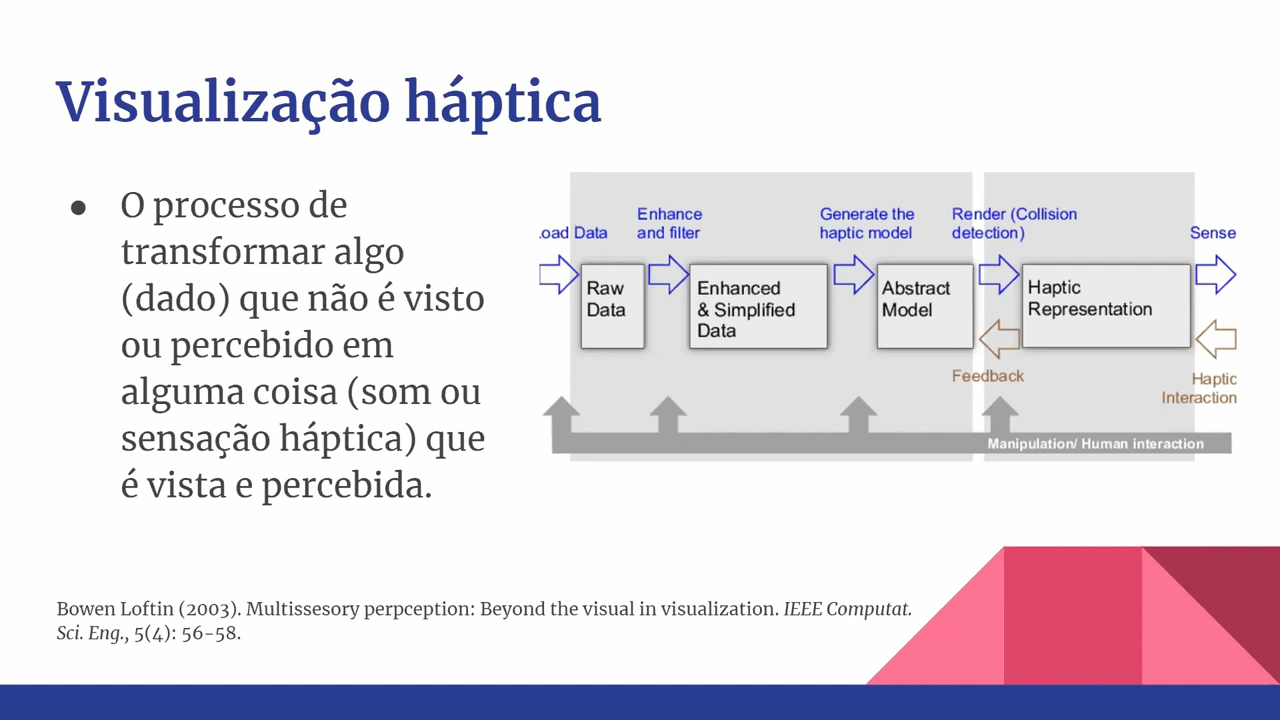 Visualização háptica
● O processo de
transformar algo
(dado) que não é visto
ou percebido em
alguma coisa (som ou
sensação háptica) que
é vista e percebida.
oad Data
Enhance
and filter
Generate the
haptic model
Render (Collision
detection)
Sense
Raw
Data
Enhanced
& Simplified
Data
Abstract
Model
Haptic
Representation
Feedback
Haptic
Interaction
Manipulation/ Human interaction
Bowen Loftin (2003). Multissesory perpception: Beyond the visual in visualization. IEEE Computat.
Sci. Eng., 5(4): 56-58.